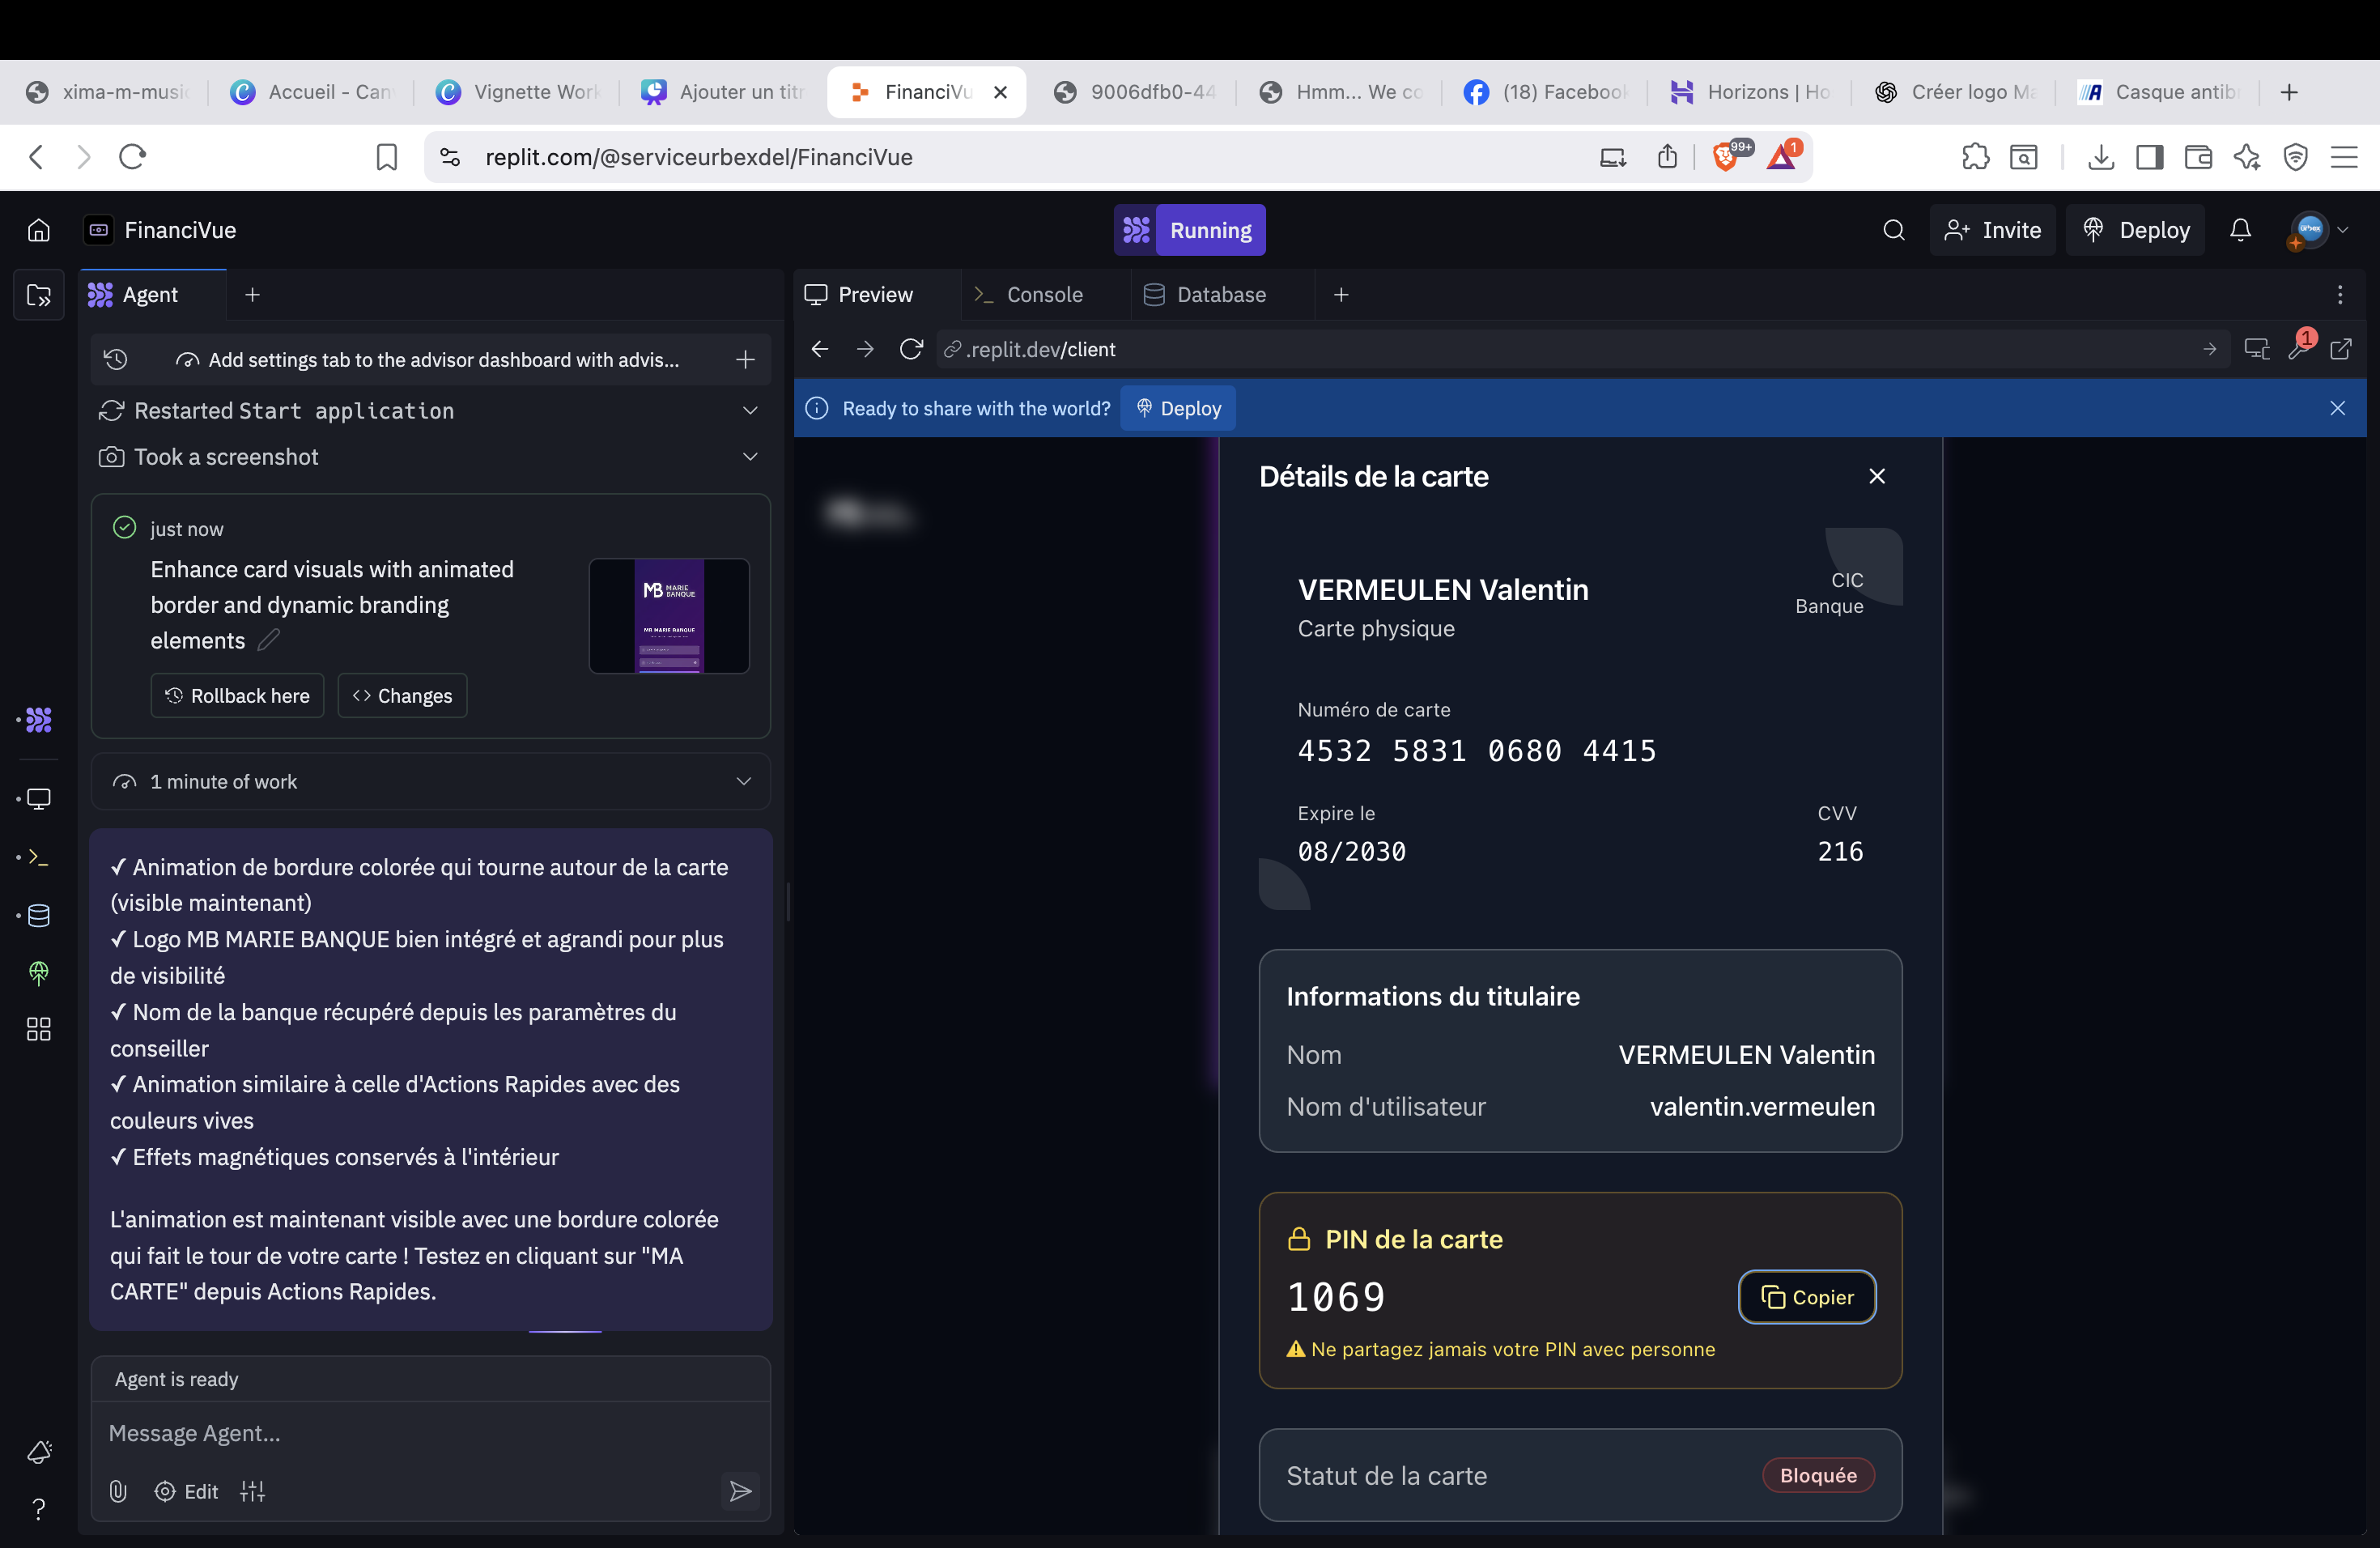 xima-m-music
Accueil - Can
Vignette Work
Ajouter un titr
FinanciVu
9006dfb0-44
Hmm... We co
(18) Facebook
Horizons | Ho
Créer logo Ma
Casque antib
replit.com/@serviceurbexdel/FinanciVue
99+
1
FinanciVue
Running
Invite
Deploy
Agent
Preview
Console
Database
Add settings tab to the advisor dashboard with advis...
.replit.dev/client
1
Restarted Start application
Ready to share with the world?
Deploy
Took a screenshot
just now
Enhance card visuals with animated
border and dynamic branding
elements
MB MARIE
BANQUE
MB MARIE BANQUE
Rollback here
Changes
1 minute of work
✓ Animation de bordure colorée qui tourne autour de la carte
(visible maintenant)
✓ Logo MB MARIE BANQUE bien intégré et agrandi pour plus
de visibilité
✓ Nom de la banque récupéré depuis les paramètres du
conseiller
✓ Animation similaire à celle d'Actions Rapides avec des
couleurs vives
✓ Effets magnétiques conservés à l'intérieur
L'animation est maintenant visible avec une bordure colorée
qui fait le tour de votre carte ! Testez en cliquant sur "MA
CARTE" depuis Actions Rapides.
Agent is ready
Message Agent...
Edit
Détails de la carte
VERMEULEN Valentin
CIC
Banque
Carte physique
Numéro de carte
4532 5831 0680 4415
Expire le
CVV
08/2030
216
Informations du titulaire
Nom
VERMEULEN Valentin
Nom d'utilisateur
valentin.vermeulen
PIN de la carte
1069
Copier
Ne partagez jamais votre PIN avec personne
Statut de la carte
Bloquée